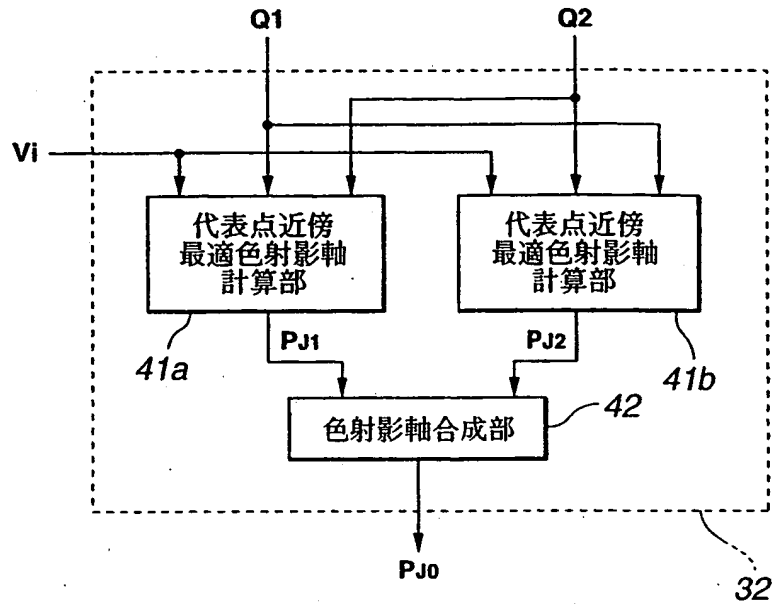 Q1
Q2
Vi
代表点近傍
最適色射影軸
計算部
代表点近傍
最適色射影軸
計算部
41a
PJ1
PJ2
41b
色射影軸合成部
42
PJ0
32